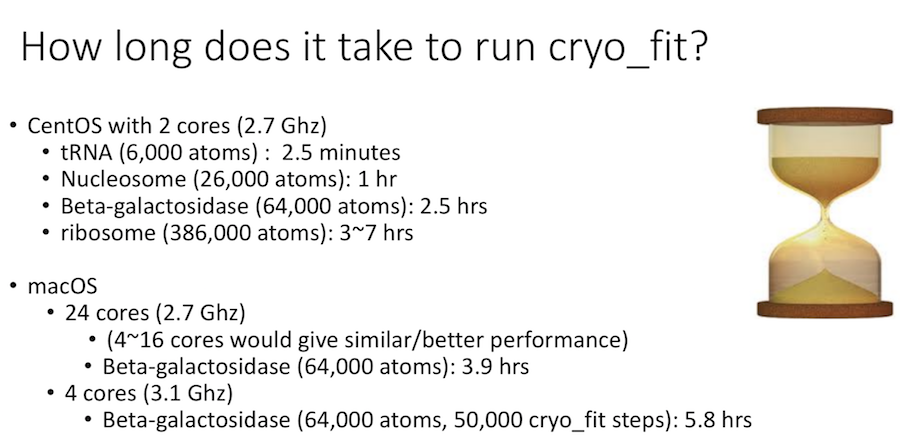 How long does it take to run cryo_fit?
• CentOS with 2 cores (2.7 Ghz)
• tRNA (6,000 atoms) :  2.5 minutes
• Nucleosome (26,000 atoms): 1 hr
• Beta-galactosidase (64,000 atoms): 2.5 hrs
• ribosome (386,000 atoms): 3~7 hrs
• macOS
• 24 cores (2.7 Ghz)
• (4~16 cores would give similar/better performance)
• Beta-galactosidase (64,000 atoms): 3.9 hrs
• 4 cores (3.1 Ghz)
• Beta-galactosidase (64,000 atoms, 50,000 cryo_fit steps): 5.8 hrs